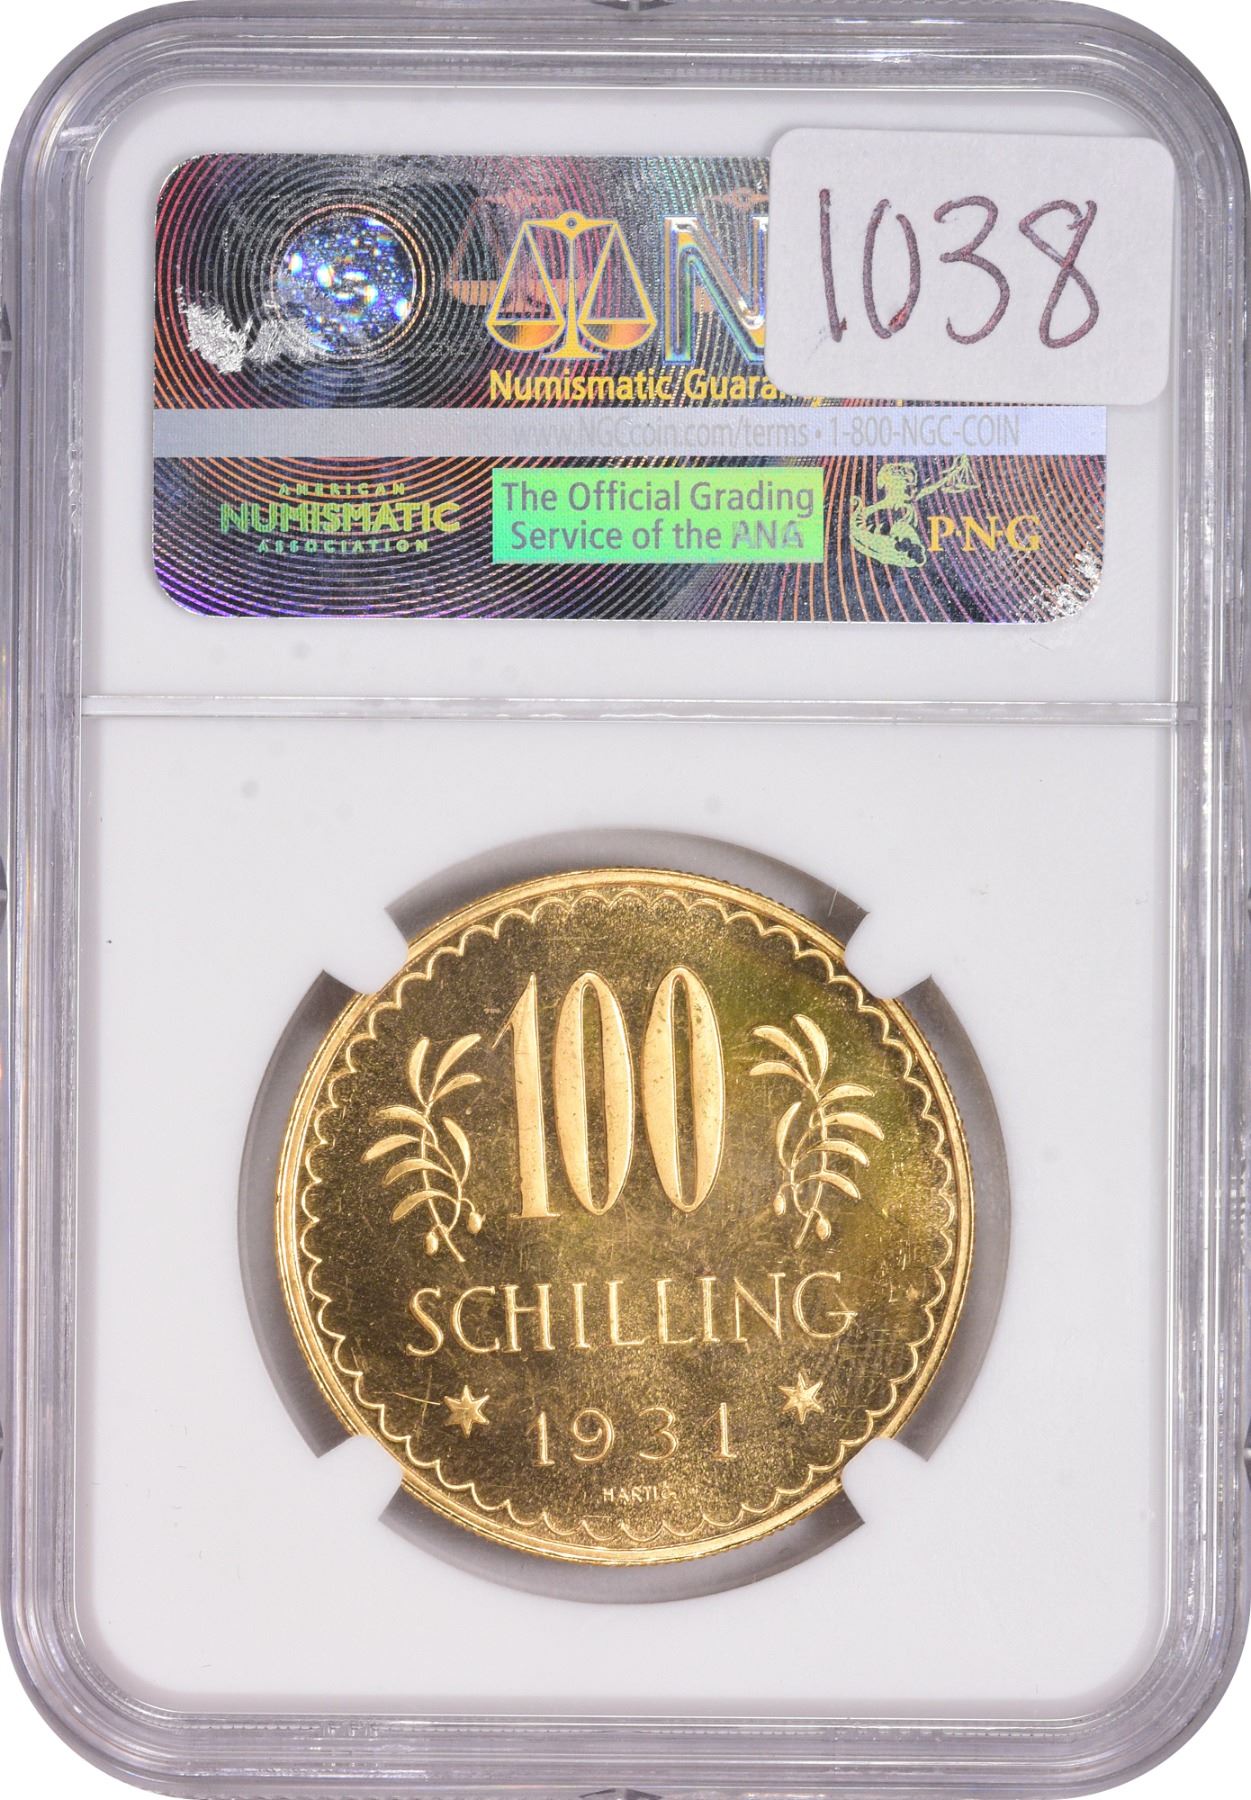 1038
N
Numismatic
www.NGCcoin.com/terms • 1-800-NGC-COIN
AMERICAN
NUMISMATIC
ASSOCIATION
The Official Grading
Service of the ANA
P·N·G
100
SCHILLING
1931